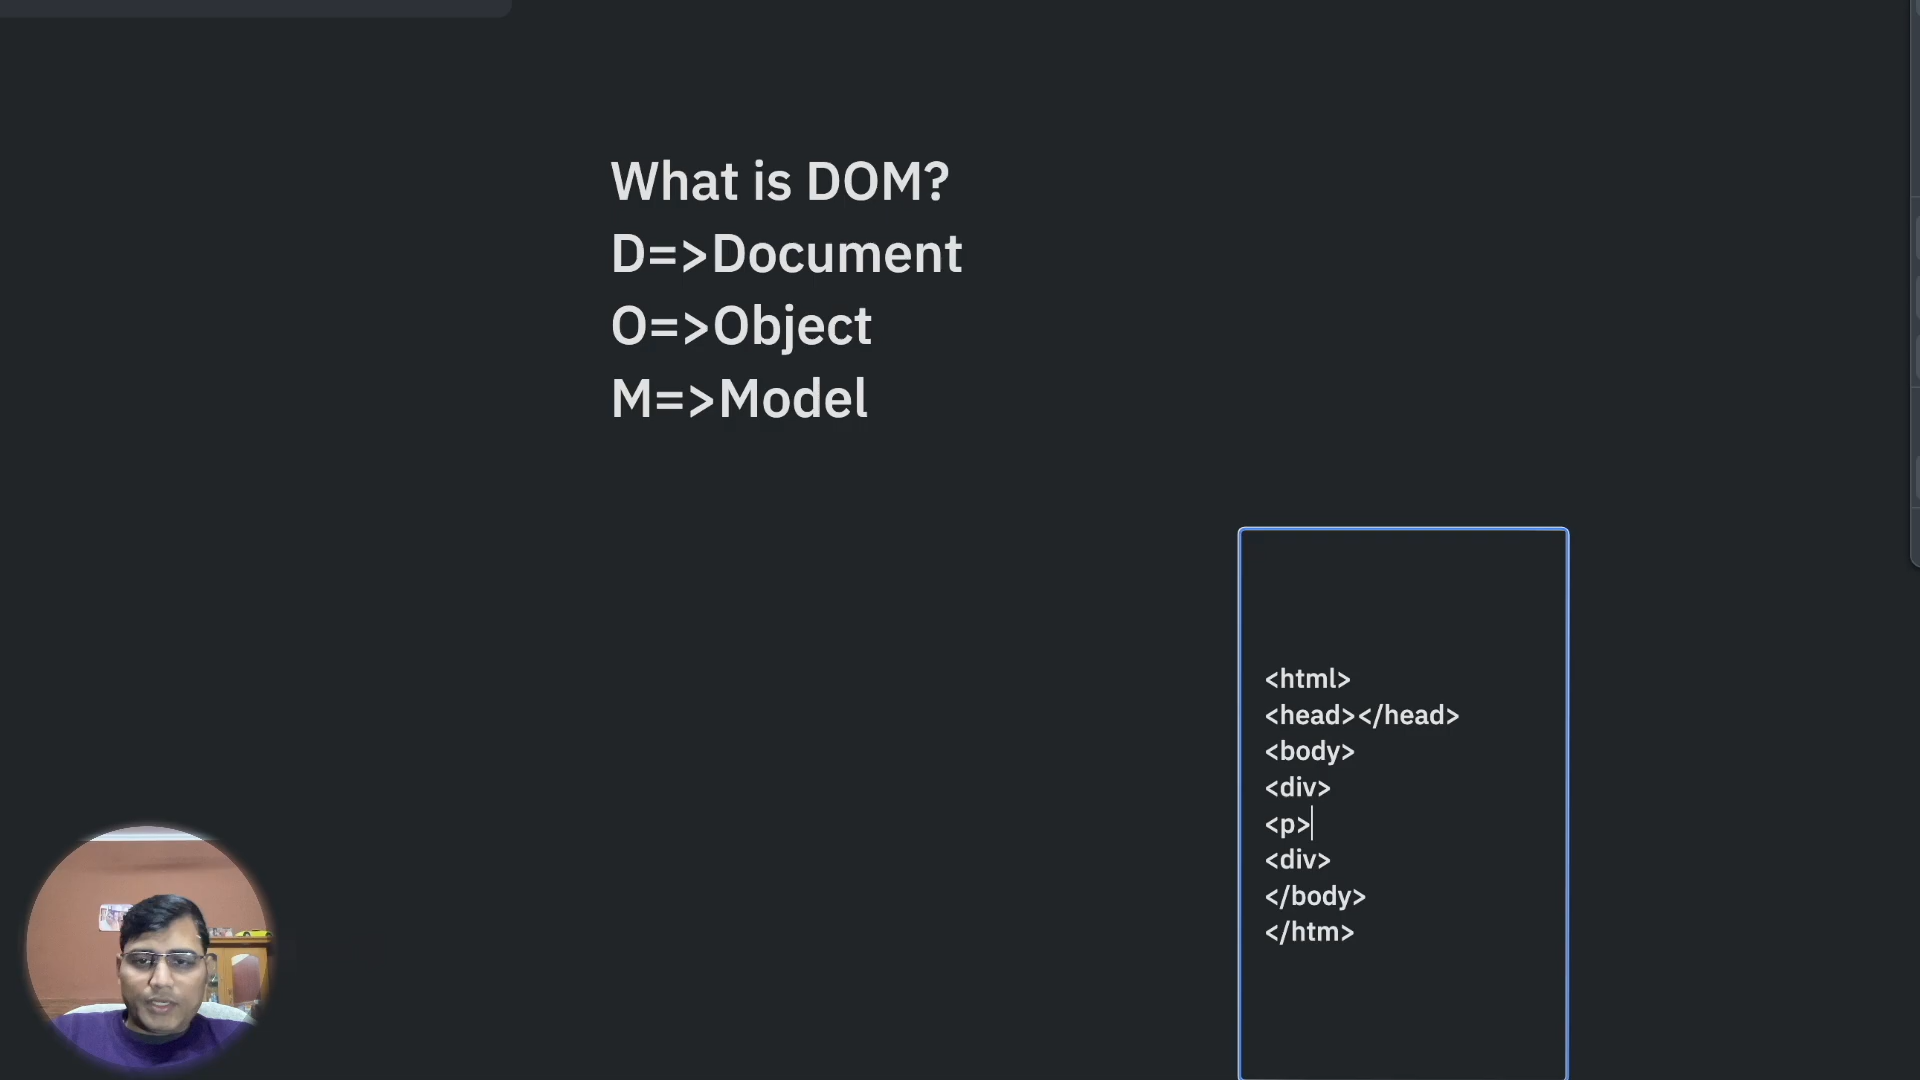 What is DOM?
D=>Document
O=>Object
M=>Model
<html>
<head></head>
<body>
<div>
<p>
<div>
</body>
</htm>